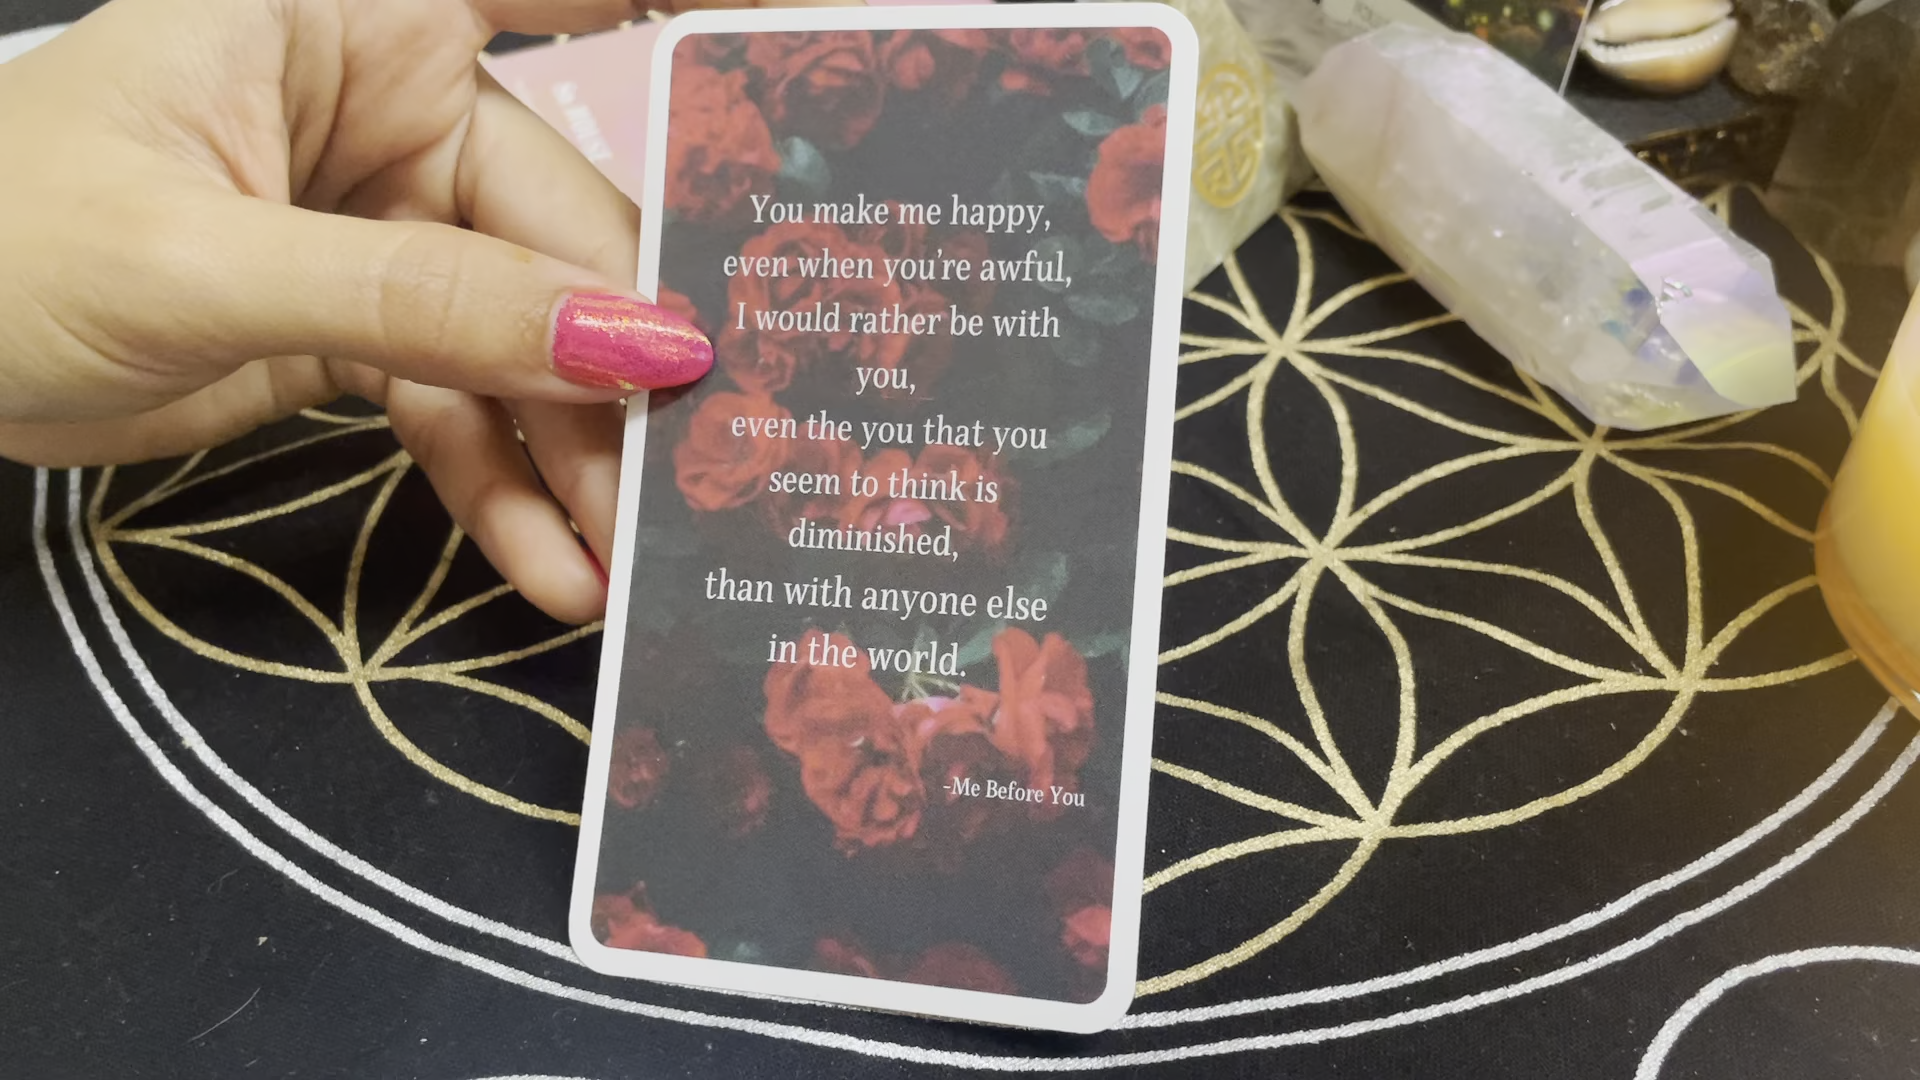 You make me happy,
even when you're awful,
I would rather be with
you,
even the you that you
seem to think is
diminished,
than with anyone else
in the world.
-Me Before You